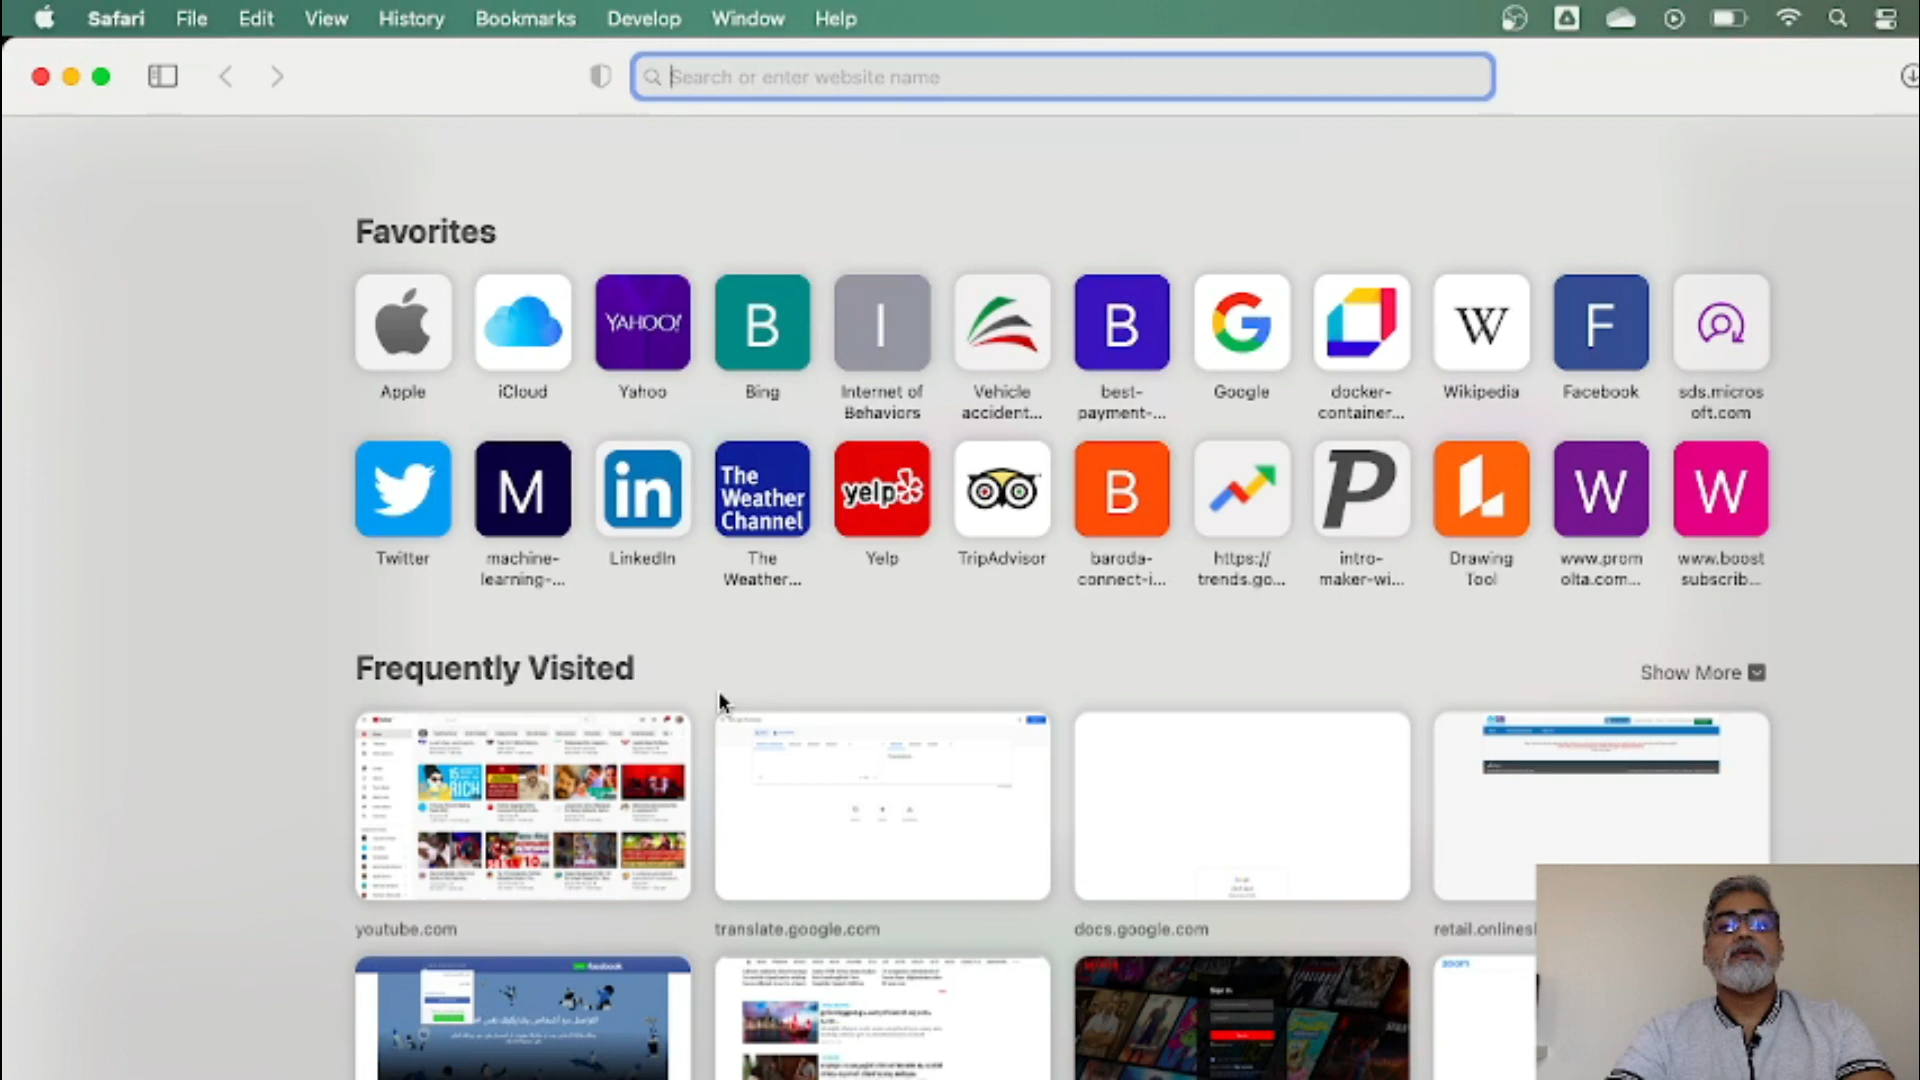 Safari File Edit View History Bookmarks Develop Window Help
Search or enter website name
Favorites
YAHOO!
B
I
B
G
W
F
Apple
iCloud
Yahoo
Bing
Internet of
Behaviors
Vehicle
accident...
best-
payment-...
Google
docker-
container...
Wikipedia
Facebook
sds.micros
oft.com
M
in
The
Weather
Channel
yelp
B
P
W
W
Twitter
machine-
learning-...
LinkedIn
The
Weather...
Yelp
TripAdvisor
baroda-
connect-i...
https://
trends.go...
intro-
maker-wi...
Drawing
Tool
www.prom
olta.com...
www.boost
subscrib...
Frequently Visited
Show More
youtube.com
translate.google.com
docs.google.com
retail.onlines
facebook
Sign In
zoom